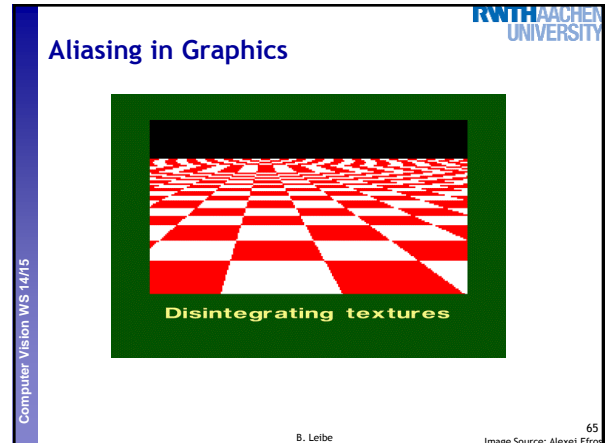 RWTHAACHEN
UNIVERSITY
Aliasing in Graphics
Disintegrating textures
Computer Vision WS 14/15
B. Leibe
65
Image Source: Alexei Efros